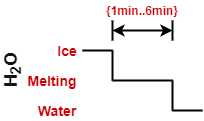 {1min..6min}
Ice
H₂O
Melting
Water